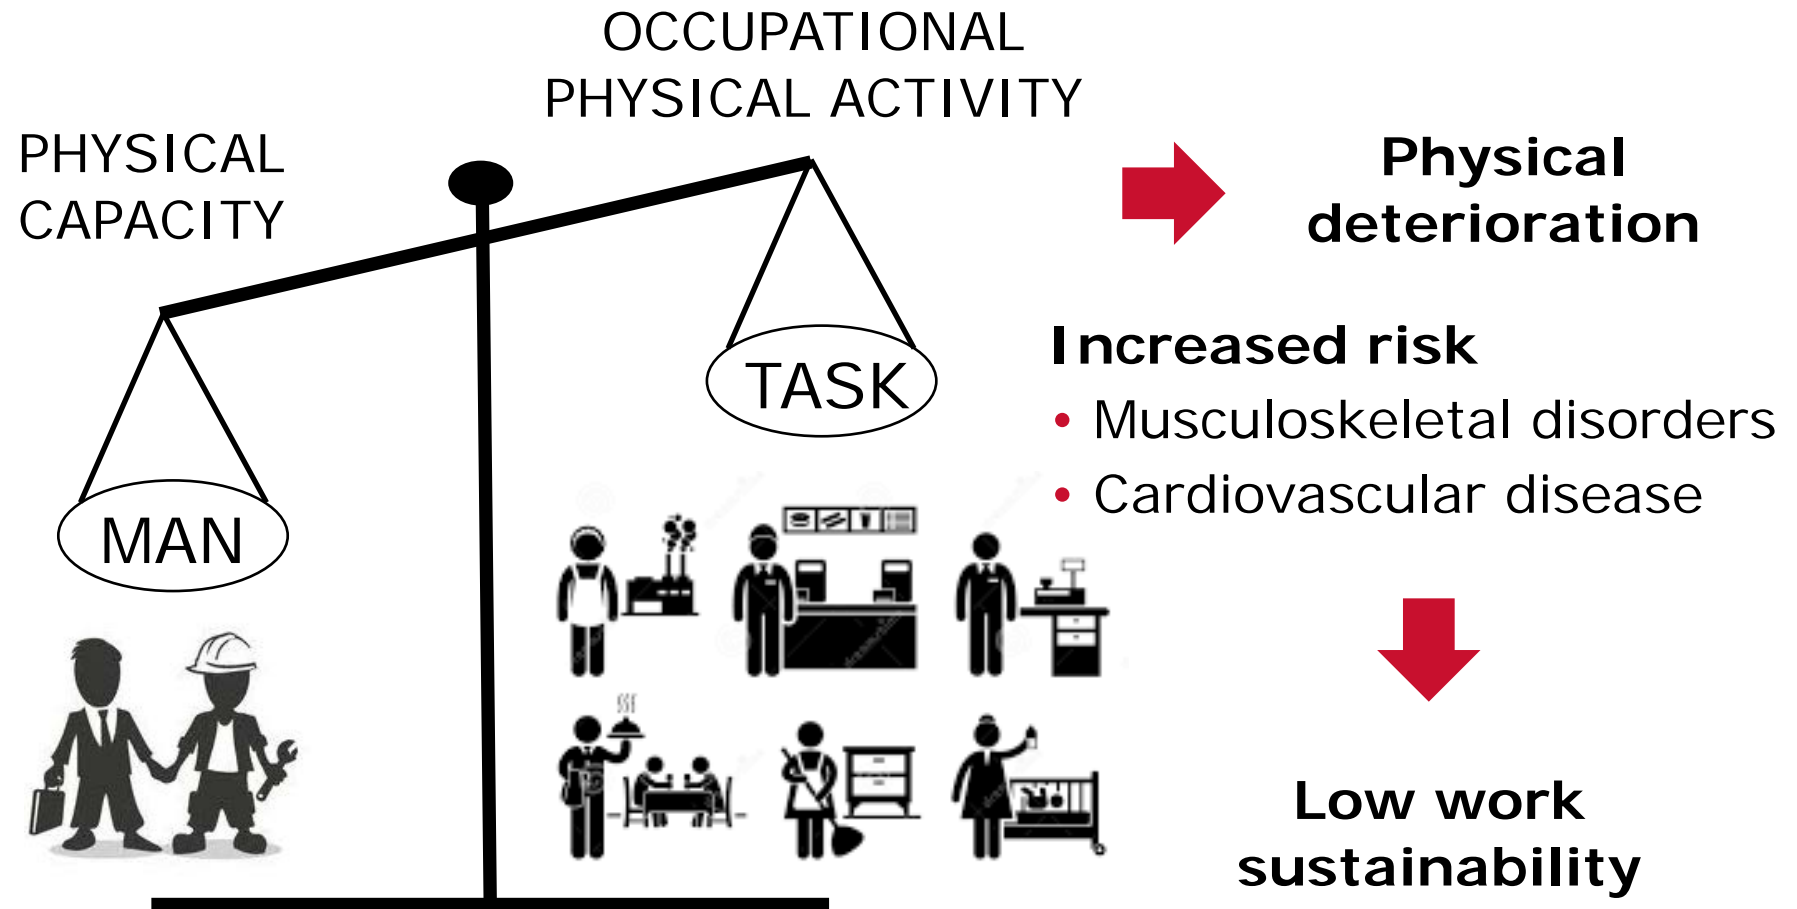 OCCUPATIONAL
PHYSICAL ACTIVITY
PHYSICAL
CAPACITY
TASK
MAN
Physical
deterioration
Increased risk
• Musculoskeletal disorders
• Cardiovascular disease
Low work
sustainability